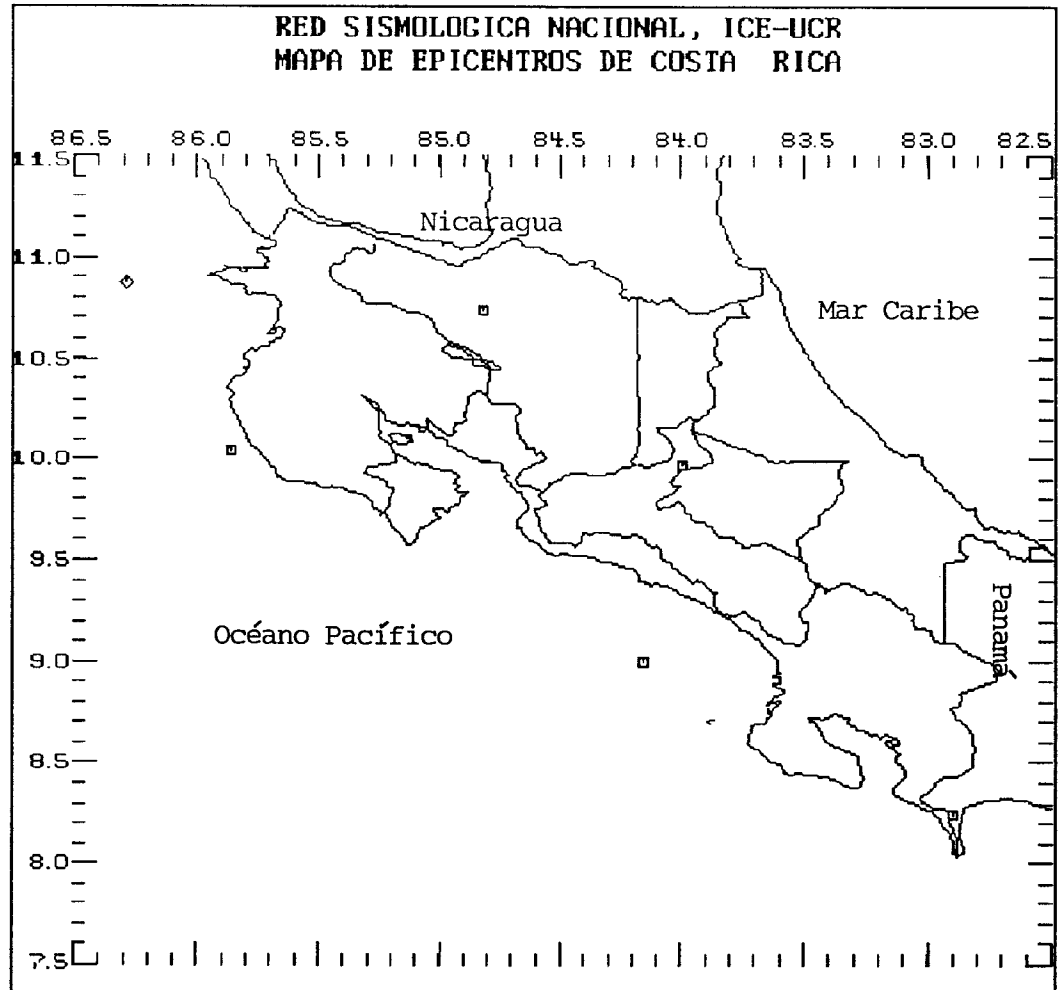 RED SISMOLOGICA NACIONAL, ICE-UCR
MAPA DE EPICENTROS DE COSTA RICA
86.5 86.0 85.5 85.0 84.5 84.0 83.5 83.0 82.5
11.5
Nicaragua
11.0
Mar Caribe
10.5
10.0
9.5
Panamá
Océano Pacífico
9.0
8.5
8.0
7.5